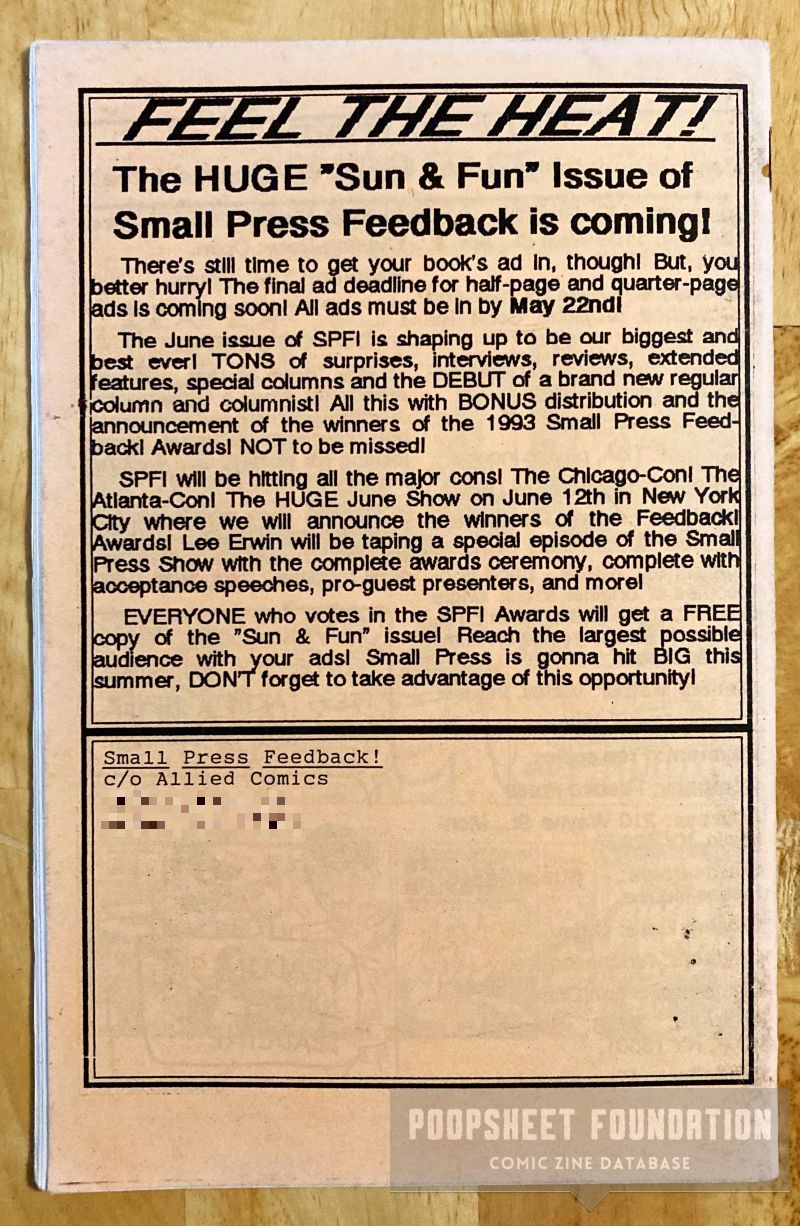 FEEL THE HEAT!
The HUGE "Sun & Fun" Issue of
Small Press Feedback is coming!
There's still time to get your book's ad in, though! But, you
better hurry! The final ad deadline for half-page and quarter-page
ads is coming soon! All ads must be in by May 22nd!
The June issue of SPF! is shaping up to be our biggest and
best ever! TONS of surprises, interviews, reviews, extended
features, special columns and the DEBUT of a brand new regular
column and columnist! All this with BONUS distribution and the
announcement of the winners of the 1993 Small Press Feed-
back! Awards! NOT to be missed!
SPF! will be hitting all the major cons! The Chicago-Con! The
Atlanta-Con! The HUGE June Show on June 12th in New York
City where we will announce the winners of the Feedback!
Awards! Lee Erwin will be taping a special episode of the Small
Press Show with the complete awards ceremony, complete with
acceptance speeches, pro-guest presenters, and more!
EVERYONE who votes in the SPF! Awards will get a FREE
copy of the "Sun & Fun" issue! Reach the largest possible
audience with your ads! Small Press is gonna hit BIG this
summer, DON'T forget to take advantage of this opportunity!
Small Press Feedback!
c/o Allied Comics
POOPSHEET FOUNDATION
COMIC ZINE DATABASE